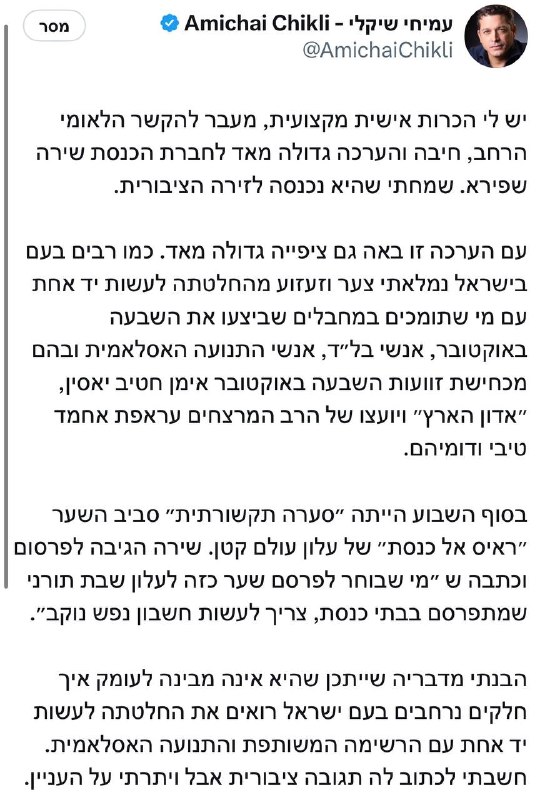 עמיחי שיקלי - Amichai Chikli
@AmichaiChikli
מסר
יש לי הכרות אישית מקצועית, מעבר להקשר הלאומי
הרחב, חיבה והערכה גדולה מאד לחברת הכנסת שירה
שפירא. שמחתי שהיא נכנסה לזירה הציבורית.
עם הערכה זו באה גם ציפייה גדולה מאד. כמו רבים בעם
בישראל נמלאתי צער וזעזוע מהחלטתה לעשות יד אחת
עם מי שתומכים במחבלים שביצעו את השבעה
באוקטובר, אנשי בל״ד, אנשי התנועה האסלאמית ובהם
מכחישת זוועות השבעה באוקטובר אימן חטיב יאסין,
״אדון הארץ״ ויועצו של הרב המרצחים עראפת אחמד
טיבי ודומיהם.
בסוף השבוע הייתה ״סערה תקשורתית״ סביב השער
״ראיס אל כנסת״ של עלון עולם קטן. שירה הגיבה לפרסום
וכתבה ש ״מי שבוחר לפרסם שער כזה לעלון שבת תורני
שמתפרסם בבתי כנסת, צריך לעשות חשבון נפש נוקב״.
הבנתי מדבריה שייתכן שהיא אינה מבינה לעומק איך
חלקים נרחבים בעם ישראל רואים את החלטתה לעשות
יד אחת עם הרשימה המשותפת והתנועה האסלאמית.
חשבתי לכתוב לה תגובה ציבורית אבל ויתרתי על העניין.